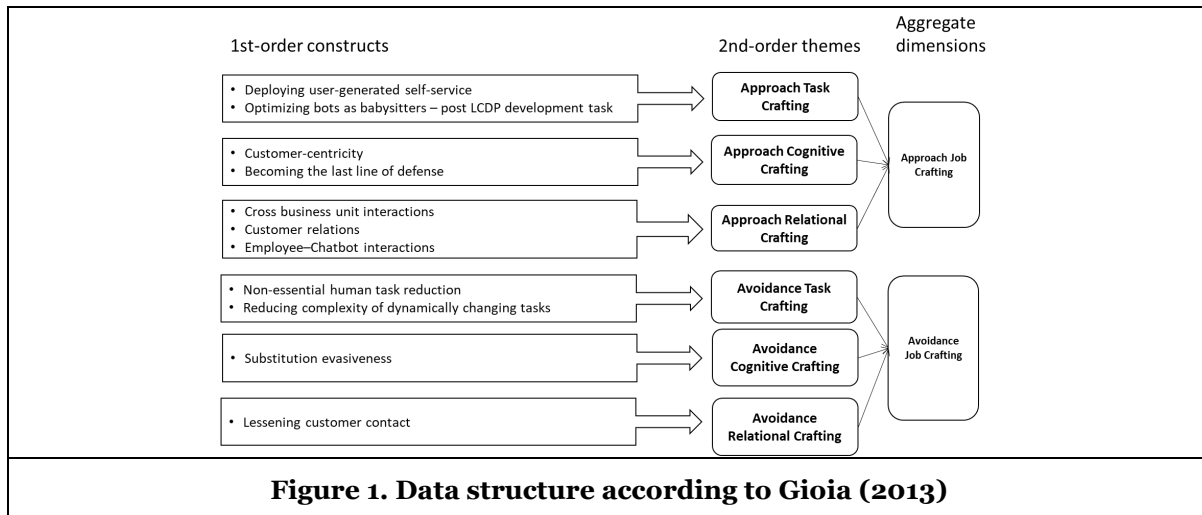 1st-order constructs
2nd-order themes
Aggregate
dimensions
• Deploying user-generated self-service
• Optimizing bots as babysitters – post LCDP development task
Approach Task
Crafting
• Customer-centricity
• Becoming the last line of defense
Approach Cognitive
Crafting
Approach Job
Crafting
• Cross business unit interactions
• Customer relations
• Employee–Chatbot interactions
Approach Relational
Crafting
• Non-essential human task reduction
• Reducing complexity of dynamically changing tasks
Avoidance Task
Crafting
• Substitution evasiveness
Avoidance
Cognitive Crafting
Avoidance
Job Crafting
• Lessening customer contact
Avoidance
Relational Crafting
Figure 1. Data structure according to Gioia (2013)